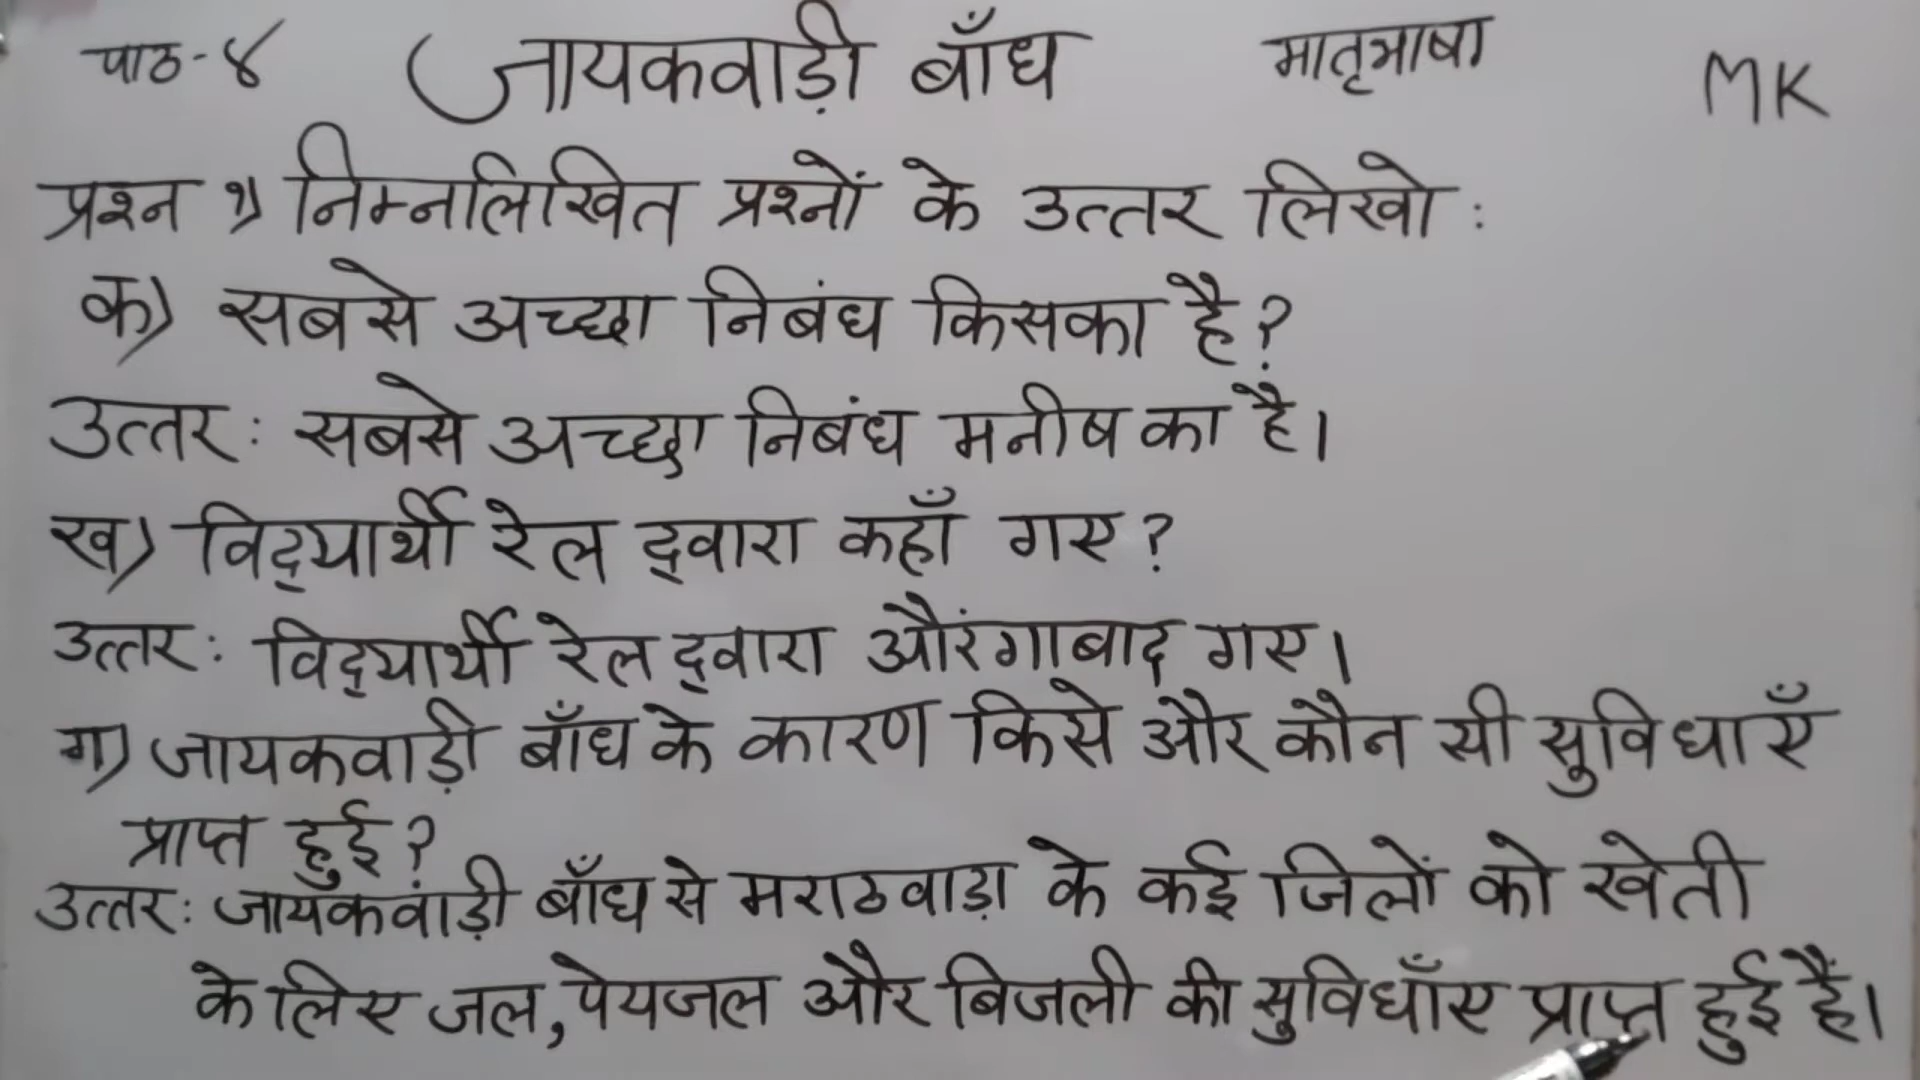 पाठ-४ जायकवाड़ी बाँध मातृभाषा MK
प्रश्न १) निम्नलिखित प्रश्नों के उत्तर लिखो :
क) सबसे अच्छा निबंध किसका है?
उत्तर: सबसे अच्छा निबंध मनीष का है।
ख) विद्‌यार्थी रेल द्‌वारा कहाँ गए?
उत्तर: विद्‌यार्थी रेल द्‌वारा औरंगाबाद गए।
ग) जायकवाड़ी बाँध के कारण किसे और कौन सी सुविधाएँ
प्राप्त हुई?
उत्तर: जायकवाड़ी बाँध से मराठवाड़ा के कई जिलों को खेती
के लिए जल, पेयजल और बिजली की सुविधाँए प्राप्त हुई हैं।